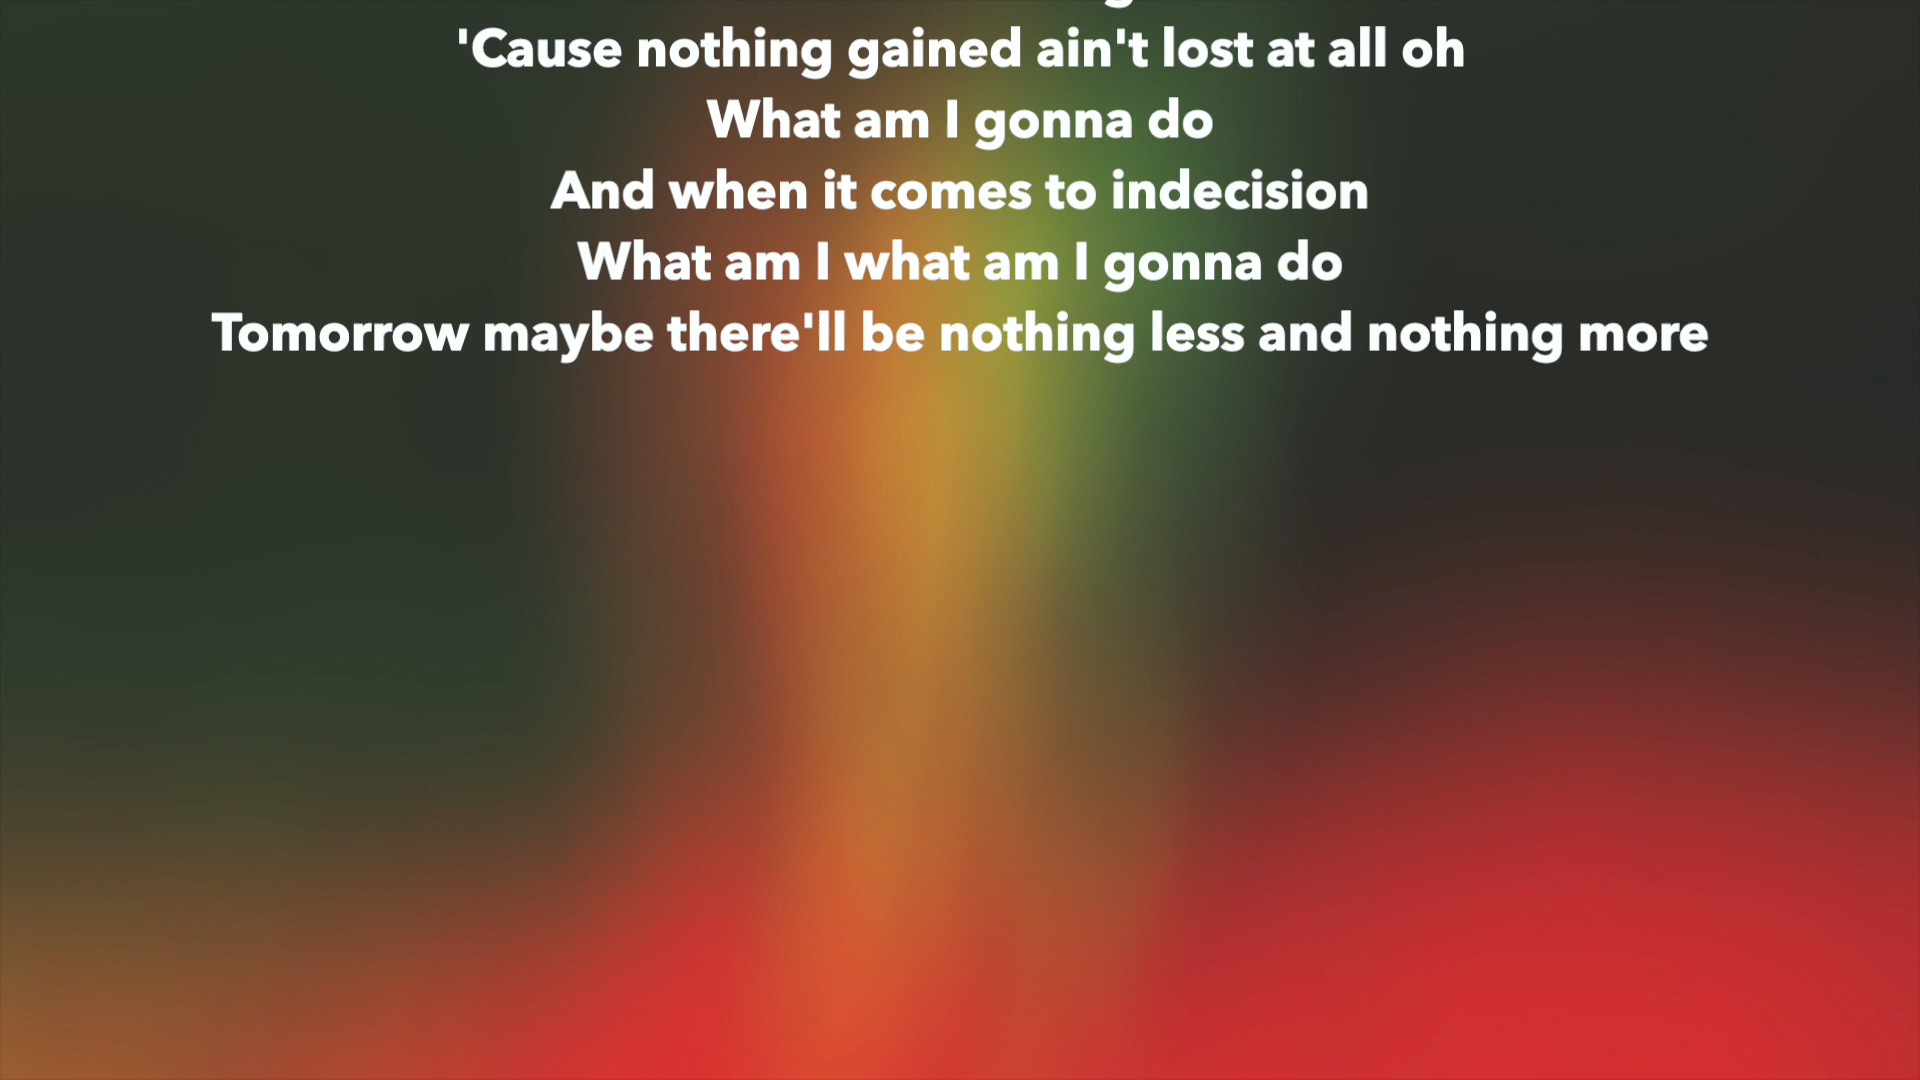 'Cause nothing gained ain't lost at all oh
What am I gonna do
And when it comes to indecision
What am I what am I gonna do
Tomorrow maybe there'll be nothing less and nothing more